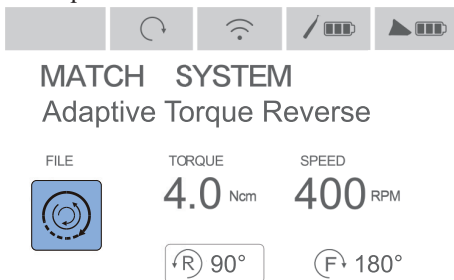 MATCH SYSTEM
Adaptive Torque Reverse
FILE TORQUE SPEED
4.0 Ncm 400 RPM
R 90° F 180°